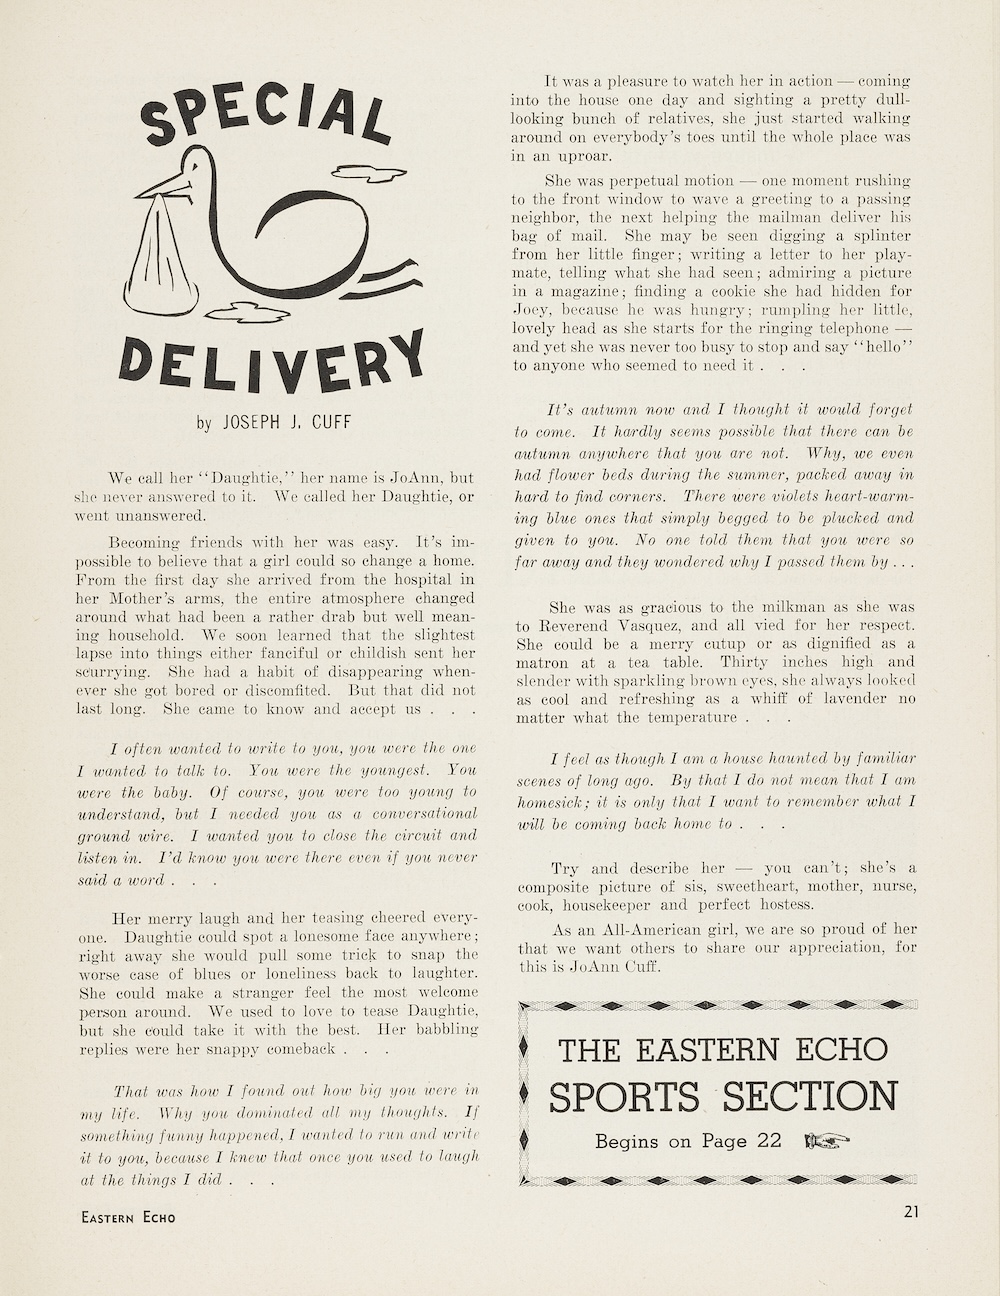 SPECIAL
DELIVERY
by JOSEPH J. CUFF
We call her "Daughtie," her name is JoAnn, but
she never answered to it. We called her Daughtie, or
went unanswered.
Becoming friends with her was easy. It's im-
possible to believe that a girl could so change a home.
From the first day she arrived from the hospital in
her Mother's arms, the entire atmosphere changed
around what had been a rather drab but well mean-
ing household. We soon learned that the slightest
lapse into things either fanciful or childish sent her
scurrying. She had a habit of disappearing when-
ever she got bored or discomfited. But that did not
last long. She came to know and accept us . . .
I often wanted to write to you, you were the one
I wanted to talk to. You were the youngest. You
were the baby. Of course, you were too young to
understand, but I needed you as a conversational
ground wire. I wanted you to close the circuit and
listen in. I'd know you were there even if you never
said a word . . .
Her merry laugh and her teasing cheered every-
one. Daughtie could spot a lonesome face anywhere;
right away she would pull some trick to snap the
worse case of blues or loneliness back to laughter.
She could make a stranger feel the most welcome
person around. We used to love to tease Daughtie,
but she could take it with the best. Her babbling
replies were her snappy comeback . . .
That was how I found out how big you were in
my life. Why you dominated all my thoughts. If
something funny happened, I wanted to run and write
it to you, because I knew that once you used to laugh
at the things I did . . .
It was a pleasure to watch her in action — coming
into the house one day and sighting a pretty dull-
looking bunch of relatives, she just started walking
around on everybody's toes until the whole place was
in an uproar.
She was perpetual motion — one moment rushing
to the front window to wave a greeting to a passing
neighbor, the next helping the mailman deliver his
bag of mail. She may be seen digging a splinter
from her little finger; writing a letter to her play-
mate, telling what she had seen; admiring a picture
in a magazine; finding a cookie she had hidden for
Joey, because he was hungry; rumpling her little,
lovely head as she starts for the ringing telephone —
and yet she was never too busy to stop and say "hello"
to anyone who seemed to need it . . .
It's autumn now and I thought it would forget
to come. It hardly seems possible that there can be
autumn anywhere that you are not. Why, we even
had flower beds during the summer, packed away in
hard to find corners. There were violets heart-warm-
ing blue ones that simply begged to be plucked and
given to you. No one told them that you were so
far away and they wondered why I passed them by . . .
She was as gracious to the milkman as she was
to Reverend Vasquez, and all vied for her respect.
She could be a merry cutup or as dignified as a
matron at a tea table. Thirty inches high and
slender with sparkling brown eyes, she always looked
as cool and refreshing as a whiff of lavender no
matter what the temperature . . .
I feel as though I am a house haunted by familiar
scenes of long ago. By that I do not mean that I am
homesick; it is only that I want to remember what I
will be coming back home to . . .
Try and describe her — you can't; she's a
composite picture of sis, sweetheart, mother, nurse,
cook, housekeeper and perfect hostess.
As an All-American girl, we are so proud of her
that we want others to share our appreciation, for
this is JoAnn Cuff.
THE EASTERN ECHO
SPORTS SECTION
Begins on Page 22
EASTERN ECHO
21